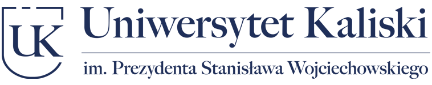 UK
Uniwersytet Kaliski
im. Prezydenta Stanisława Wojciechowskiego